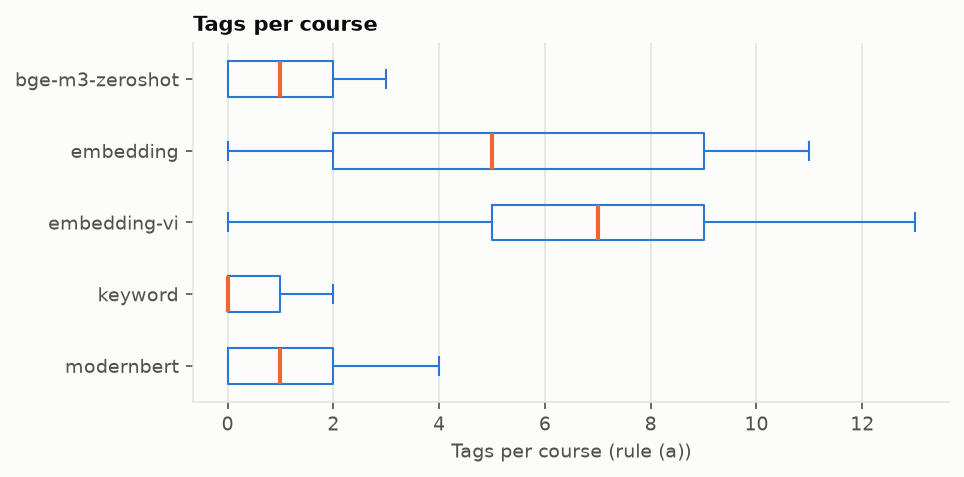 Tags per course
bge-m3-zeroshot
embedding
embedding-vi
keyword
modernbert
0 2 4 6 8 10 12
Tags per course (rule (a))